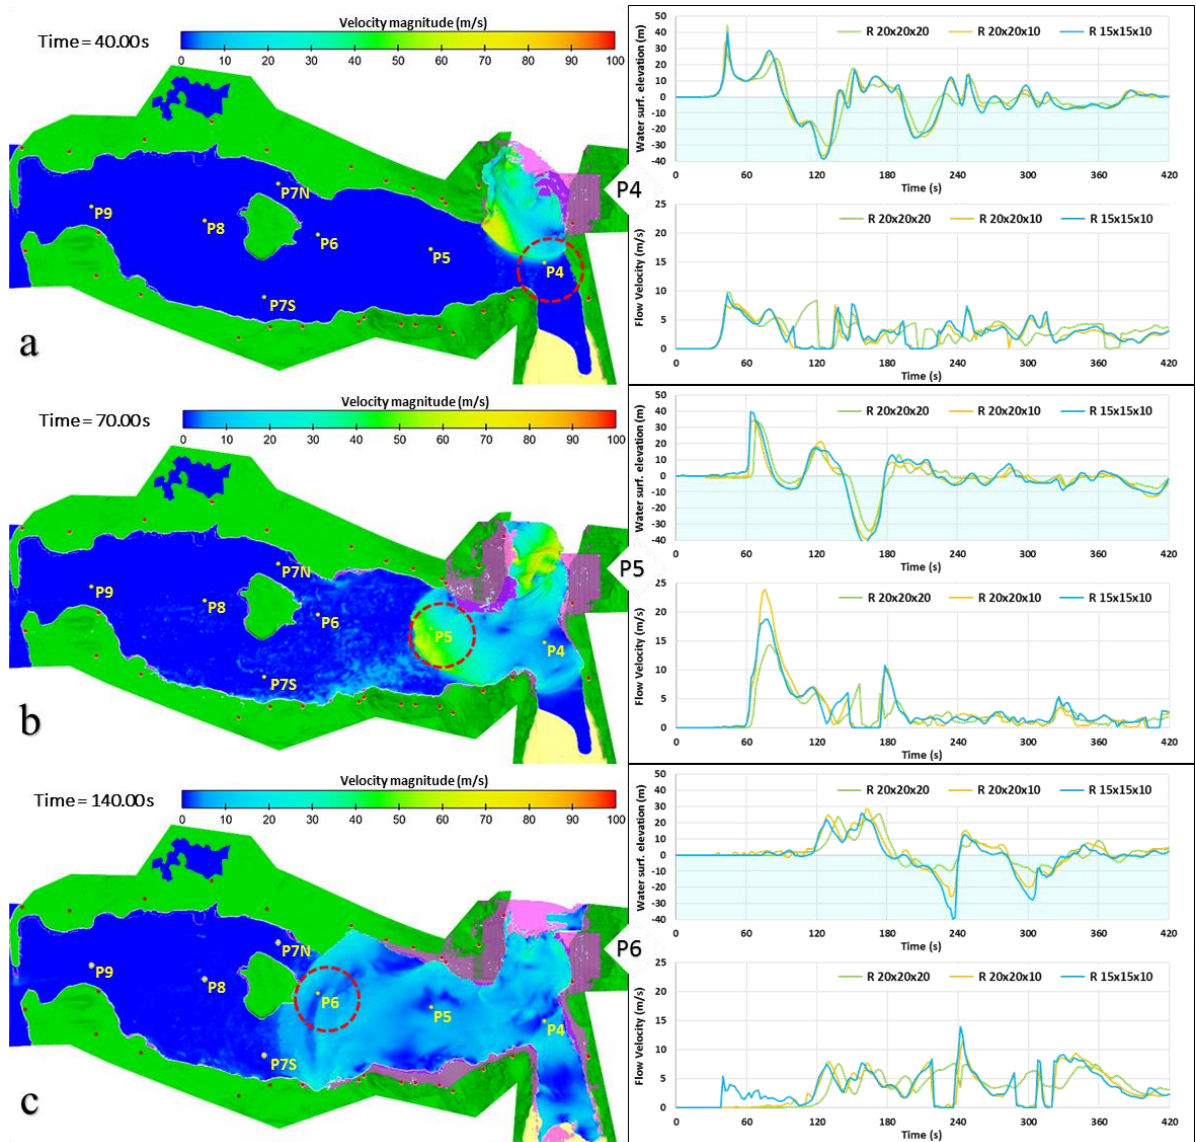 Velocity magnitude (m/s)
Time = 40.00s
0 10 20 30 40 50 60 70 80 90 100
P7N
P9
P8
P6
P5
P4
P7S
a
P4
Water surf. elevation (m)
50
40
30
20
10
0
-10
-20
-30
-40
R 20x20x20 R 20x20x10 R 15x15x10
0 60 120 180 240 300 360 420
Time (s)
Flow Velocity (m/s)
25
20
15
10
5
0
R 20x20x20 R 20x20x10 R 15x15x10
0 60 120 180 240 300 360 420
Time (s)
Velocity magnitude (m/s)
Time = 70.00s
0 10 20 30 40 50 60 70 80 90 100
P7N
P9
P8
P6
P5
P4
P7S
b
P5
Water surf. elevation (m)
50
40
30
20
10
0
-10
-20
-30
-40
R 20x20x20 R 20x20x10 R 15x15x10
0 60 120 180 240 300 360 420
Time (s)
Flow Velocity (m/s)
25
20
15
10
5
0
R 20x20x20 R 20x20x10 R 15x15x10
0 60 120 180 240 300 360 420
Time (s)
Velocity magnitude (m/s)
Time = 140.00s
0 10 20 30 40 50 60 70 80 90 100
P7N
P9
P8
P6
P5
P4
P7S
c
P6
Water surf. elevation (m)
50
40
30
20
10
0
-10
-20
-30
-40
R 20x20x20 R 20x20x10 R 15x15x10
0 60 120 180 240 300 360 420
Time (s)
Flow Velocity (m/s)
25
20
15
10
5
0
R 20x20x20 R 20x20x10 R 15x15x10
0 60 120 180 240 300 360 420
Time (s)